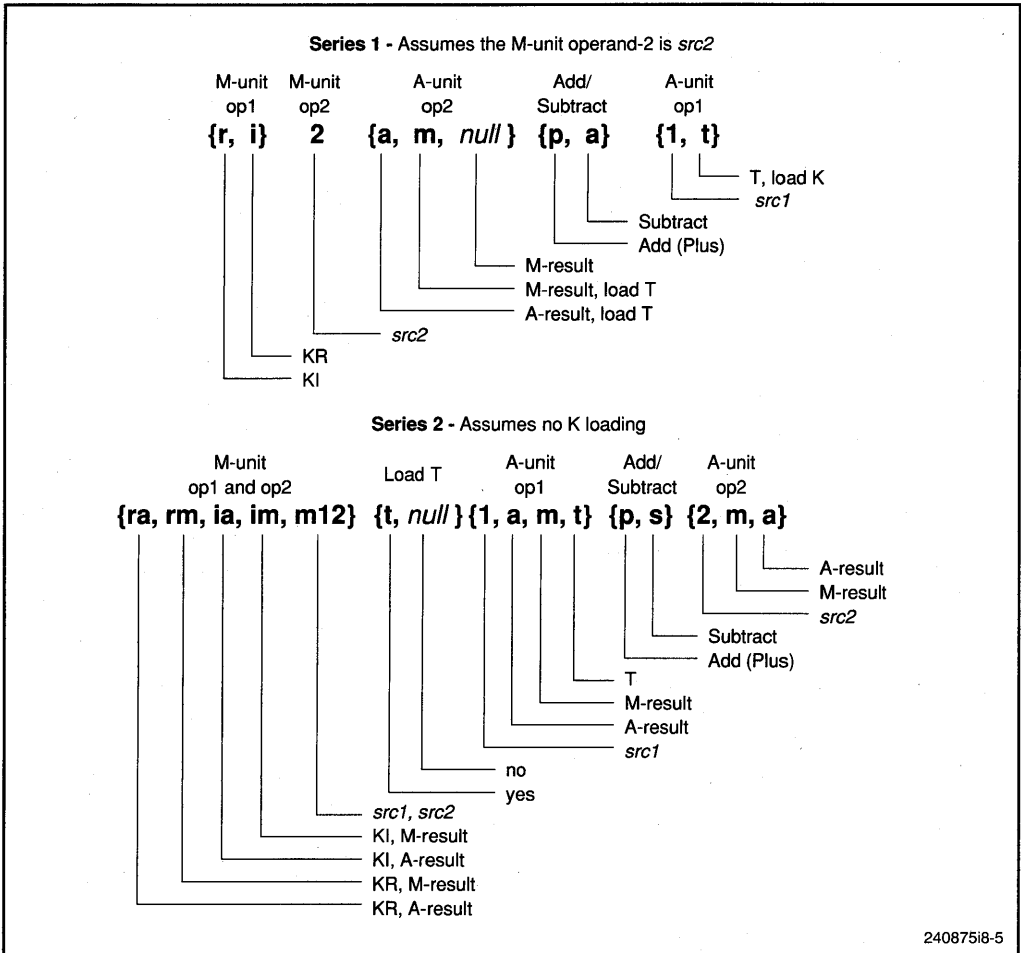 Series 1 - Assumes the M-unit operand-2 is src2
M-unit op1 M-unit op2 A-unit op2 Add/ Subtract A-unit op1
{r, i} 2 {a, m, null} {p, a} {1, t}
T, load K
src1
Subtract
Add (Plus)
M-result
M-result, load T
A-result, load T
src2
KR
KI
Series 2 - Assumes no K loading
M-unit op1 and op2 Load T A-unit op1 Add/ Subtract A-unit op2
{ra, rm, ia, im, m12} {t, null} {1, a, m, t} {p, s} {2, m, a}
A-result
M-result
src2
Subtract
Add (Plus)
T
M-result
A-result
src1
no
yes
src1, src2
KI, M-result
KI, A-result
KR, M-result
KR, A-result
240875i8-5